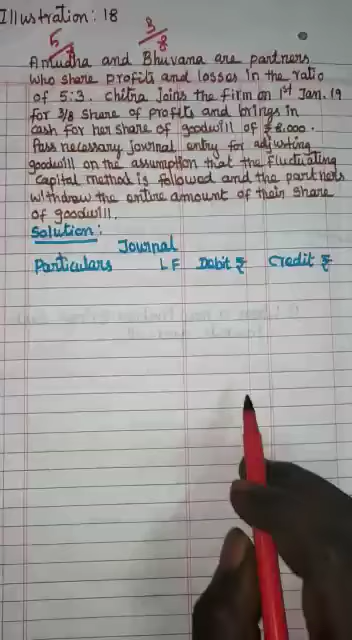 Illustration: 18
5/8 3/8
Amudha and Bhuvana are partners
who share profits and losses in the ratio
of 5:3. Chitra joins the firm on 1st Jan. 19
for 3/8 share of profits and brings in
cash for her share of goodwill of ₹ 8,000.
Pass necessary journal entry for adjusting
goodwill on the assumption that the fluctuating
capital method is followed and the partners
withdrew the entire amount of their share
of goodwill.
Solution:
Journal
Particulars LF Debit ₹ Credit ₹